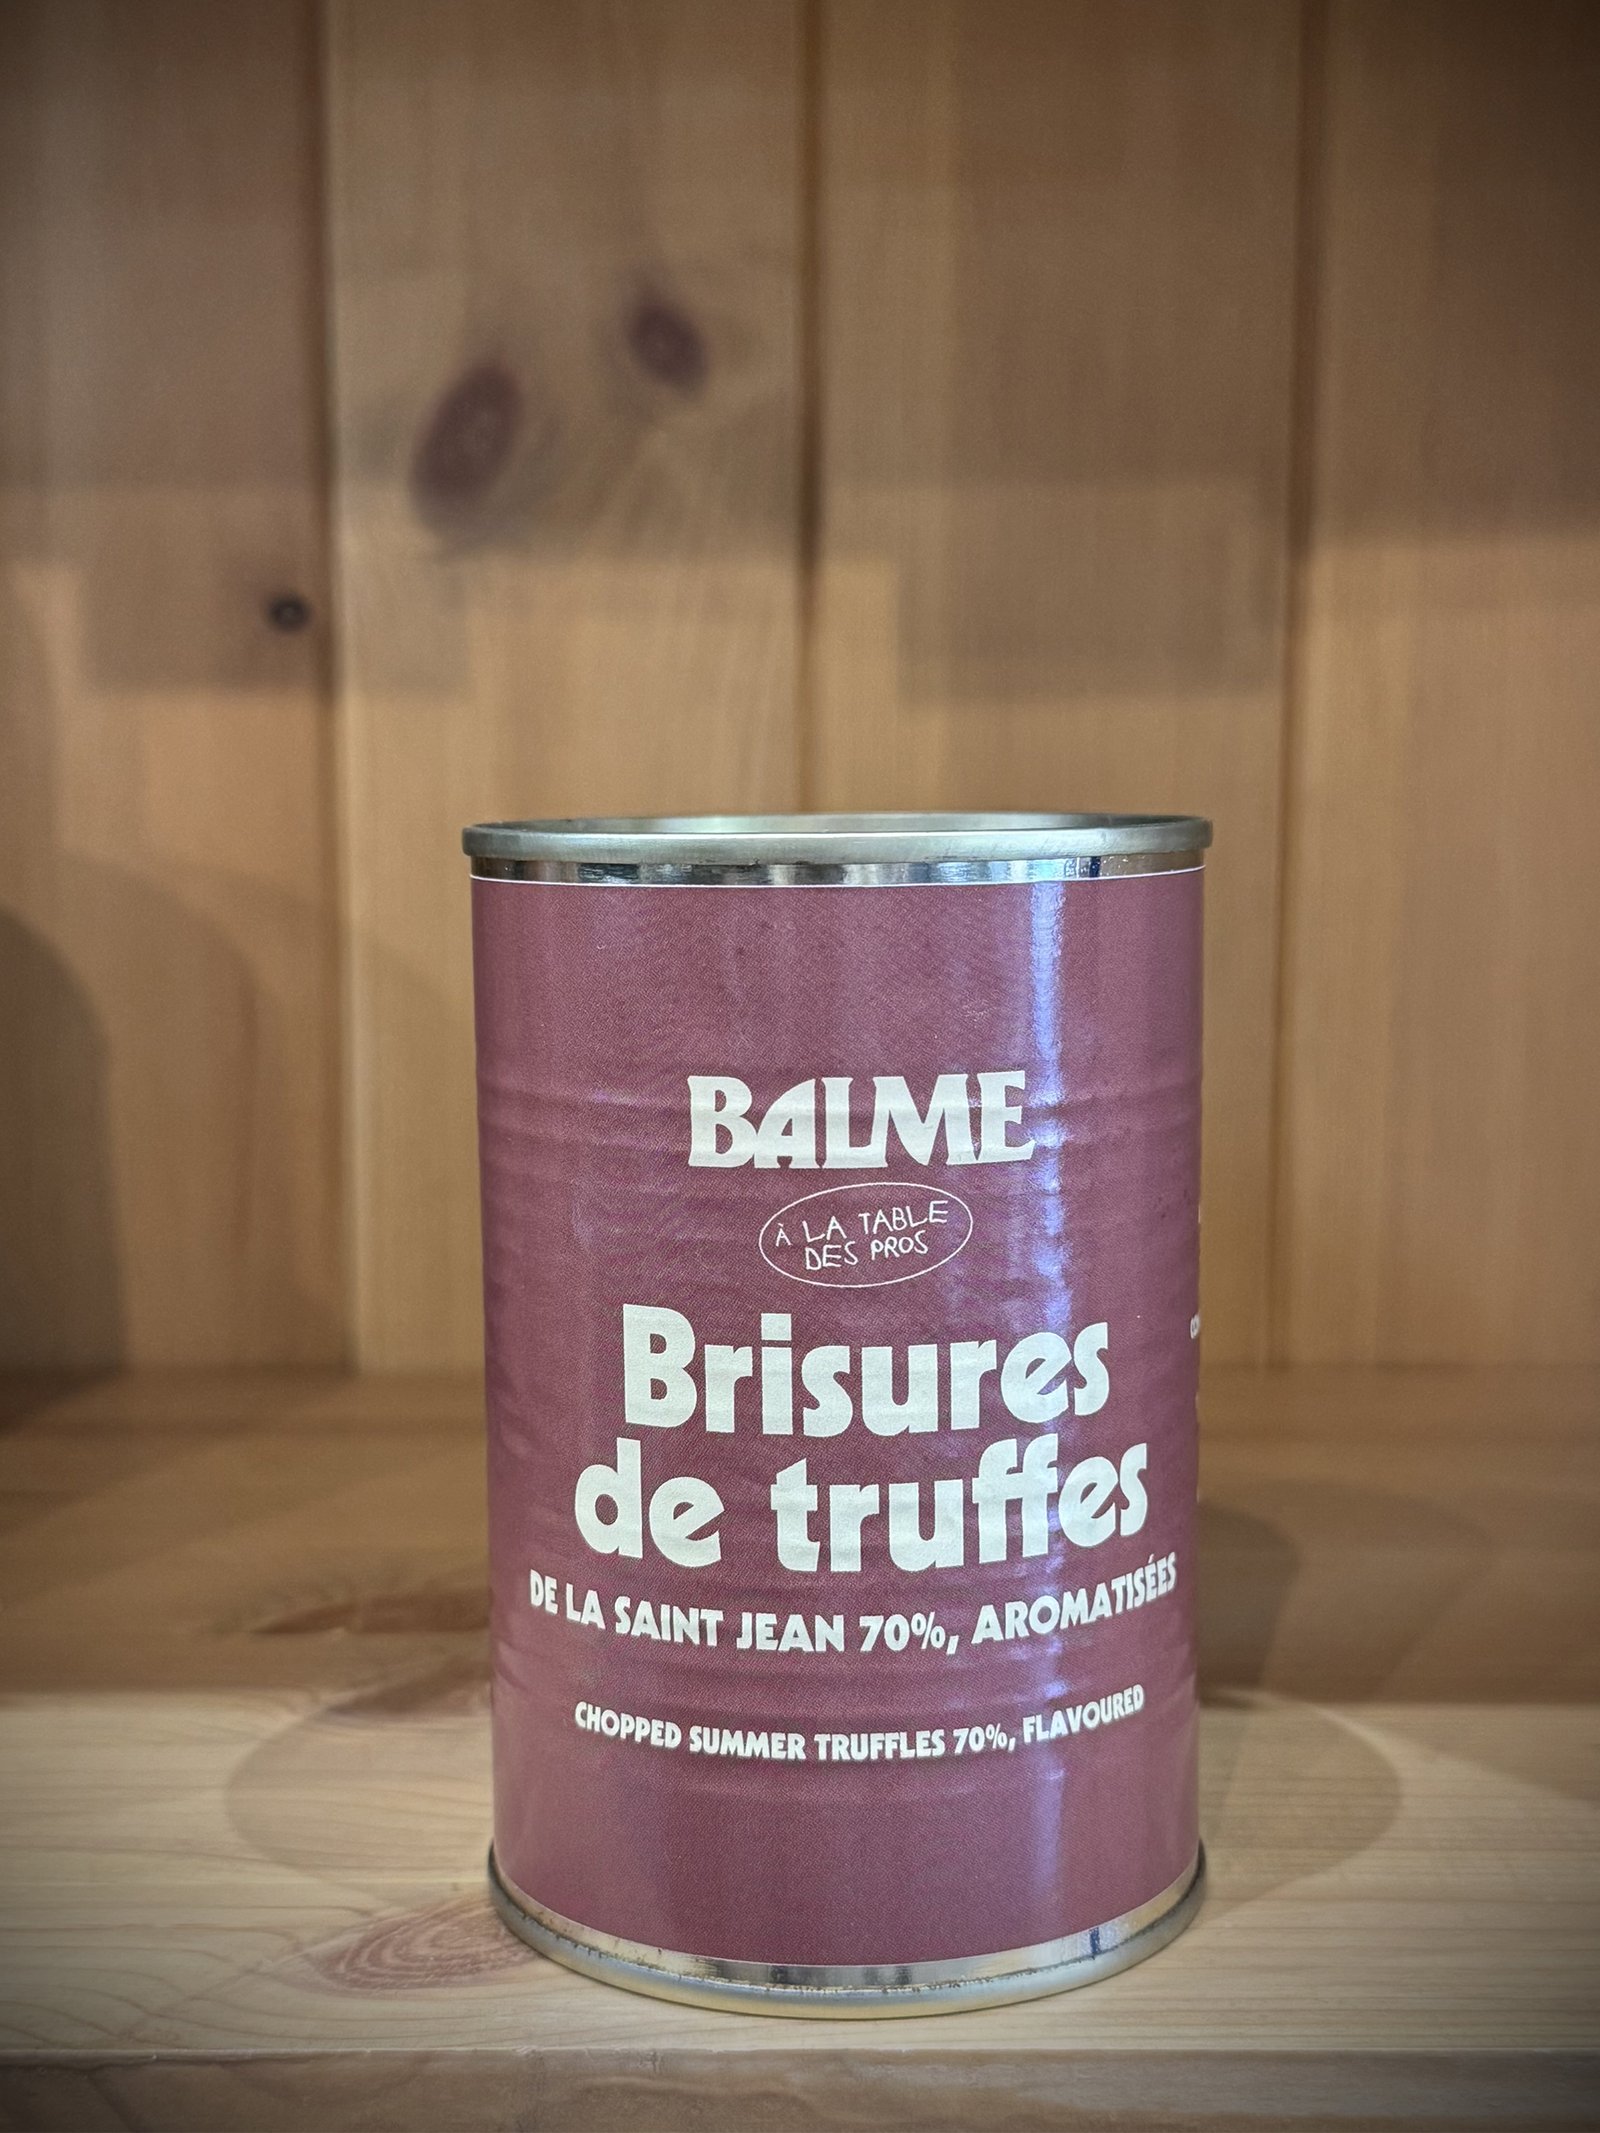 BALME
À LA TABLE
DES PROS
Brisures
de truffes
DE LA SAINT JEAN 70%, AROMATISÉES
CHOPPED SUMMER TRUFFLES 70%, FLAVOURED